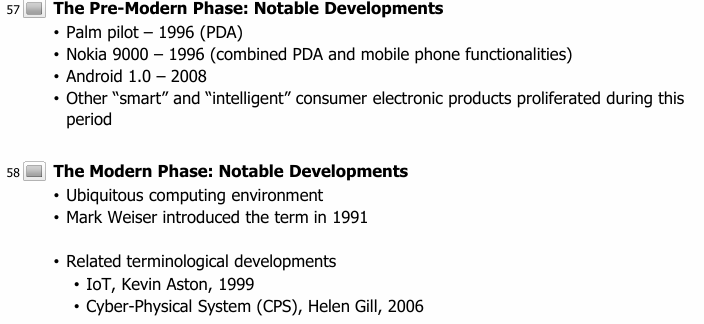 57 The Pre-Modern Phase: Notable Developments
• Palm pilot – 1996 (PDA)
• Nokia 9000 – 1996 (combined PDA and mobile phone functionalities)
• Android 1.0 – 2008
• Other “smart” and “intelligent” consumer electronic products proliferated during this
period
58 The Modern Phase: Notable Developments
• Ubiquitous computing environment
• Mark Weiser introduced the term in 1991
• Related terminological developments
• IoT, Kevin Aston, 1999
• Cyber-Physical System (CPS), Helen Gill, 2006